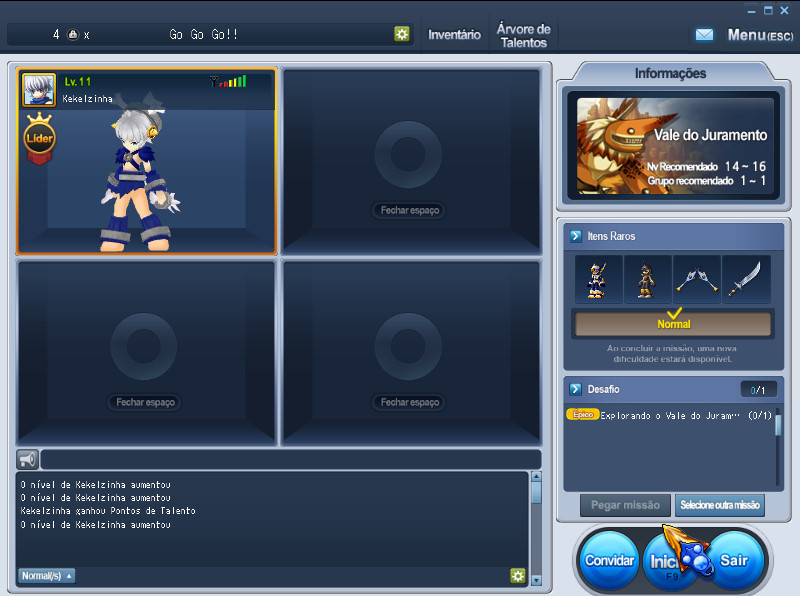 4 x
Go Go Go!!
Inventário
Árvore de
Talentos
Menu(ESC)
Lv.11
Kekelzinha
Líder
Fechar espaço
Fechar espaço
Fechar espaço
Informações
Vale do Juramento
Nv Recomendado 14 ~ 16
Grupo recomendado 1 ~ 1
Itens Raros
Normal
Ao concluir a missão, uma nova
dificuldade estará disponível.
Desafio
0/1
Épico Explorando o Vale do Juram… (0/1)
Pegar missão
Selecione outra missão
O nível de Kekelzinha aumentou
O nível de Kekelzinha aumentou
Kekelzinha ganhou Pontos de Talento
O nível de Kekelzinha aumentou
Normal(s)
Convidar
Inici
F9
Sair